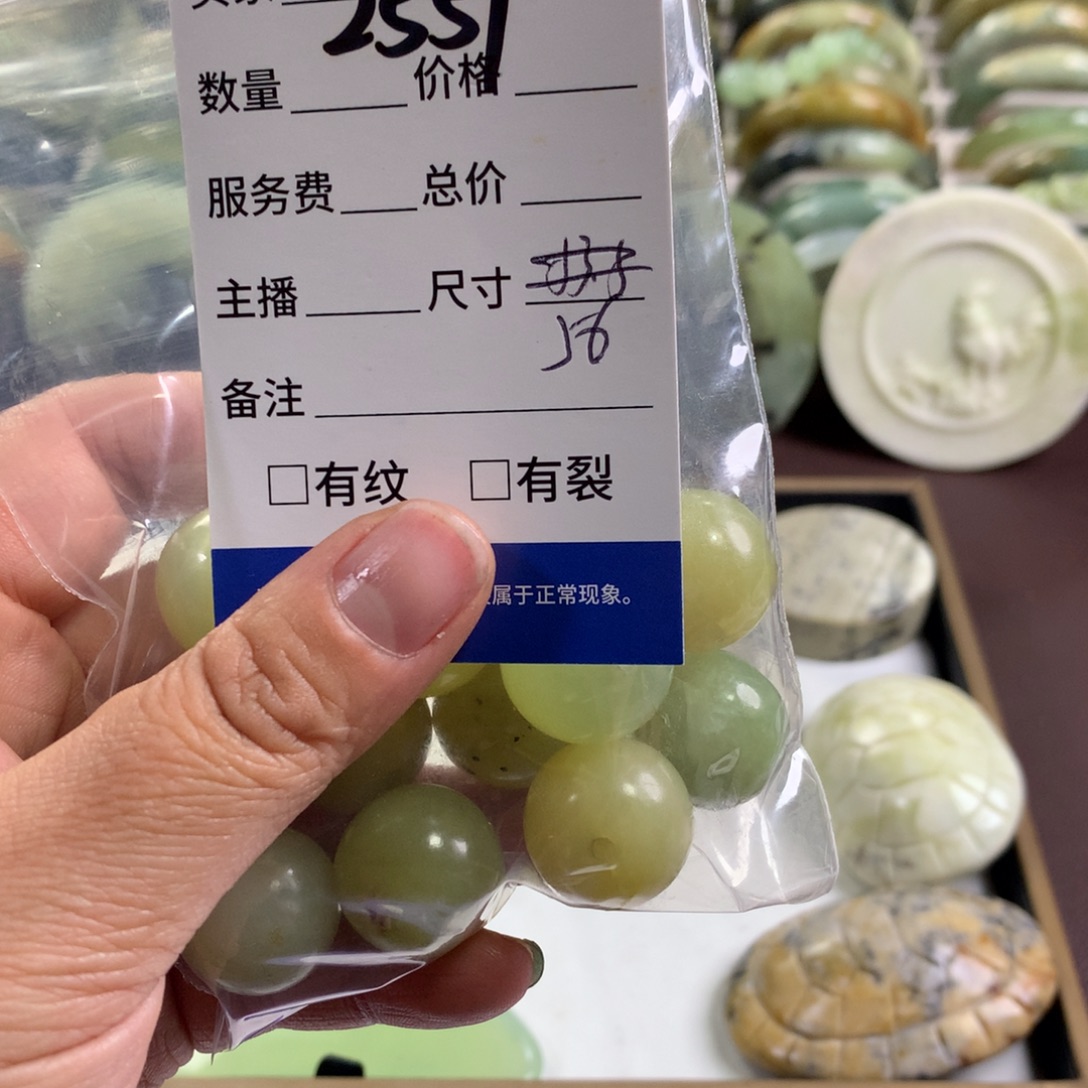 2551
数量 价格
服务费 总价
主播 尺寸
16
备注
□有纹 □有裂
属于正常现象。